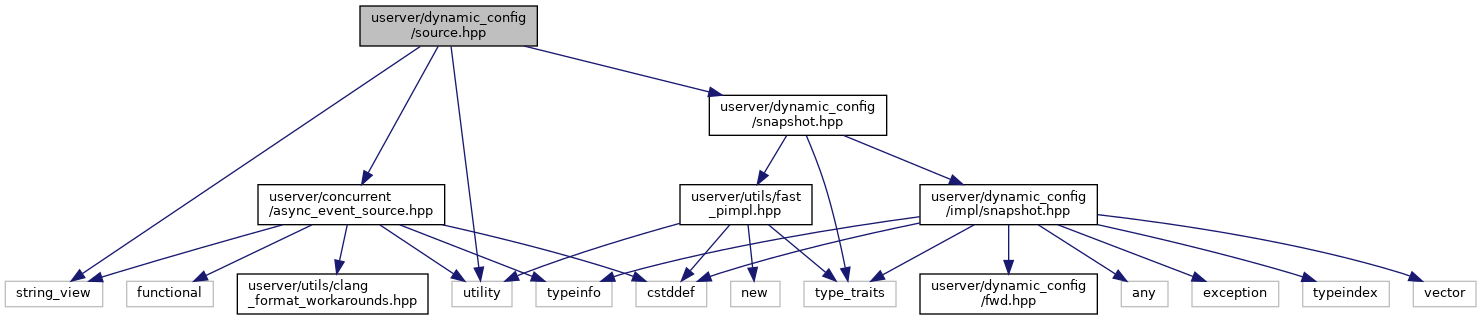 userver/dynamic_config
/source.hpp
userver/dynamic_config
/snapshot.hpp
userver/concurrent
/async_event_source.hpp
userver/utils/fast
_pimpl.hpp
userver/dynamic_config
/impl/snapshot.hpp
string_view
functional
userver/utils/clang
_format_workarounds.hpp
utility
typeinfo
cstddef
new
type_traits
userver/dynamic_config
/fwd.hpp
any
exception
typeindex
vector